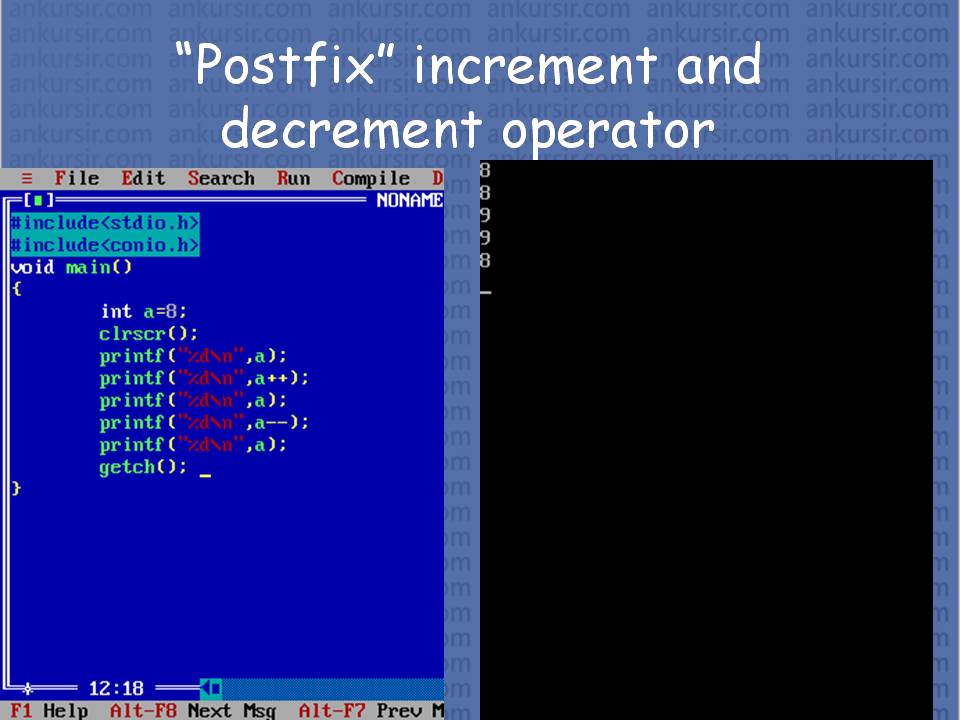 “Postfix” increment and
decrement operator
≡ File Edit Search Run Compile D
[■] NONAME
#include<stdio.h>
#include<conio.h>
void main()
{
int a=8;
clrscr();
printf("%d\n",a);
printf("%d\n",a++);
printf("%d\n",a);
printf("%d\n",a--);
printf("%d\n",a);
getch(); _
}
12:18
F1 Help Alt-F8 Next Msg Alt-F7 Prev M
8
8
9
9
8
_
ankursir.com